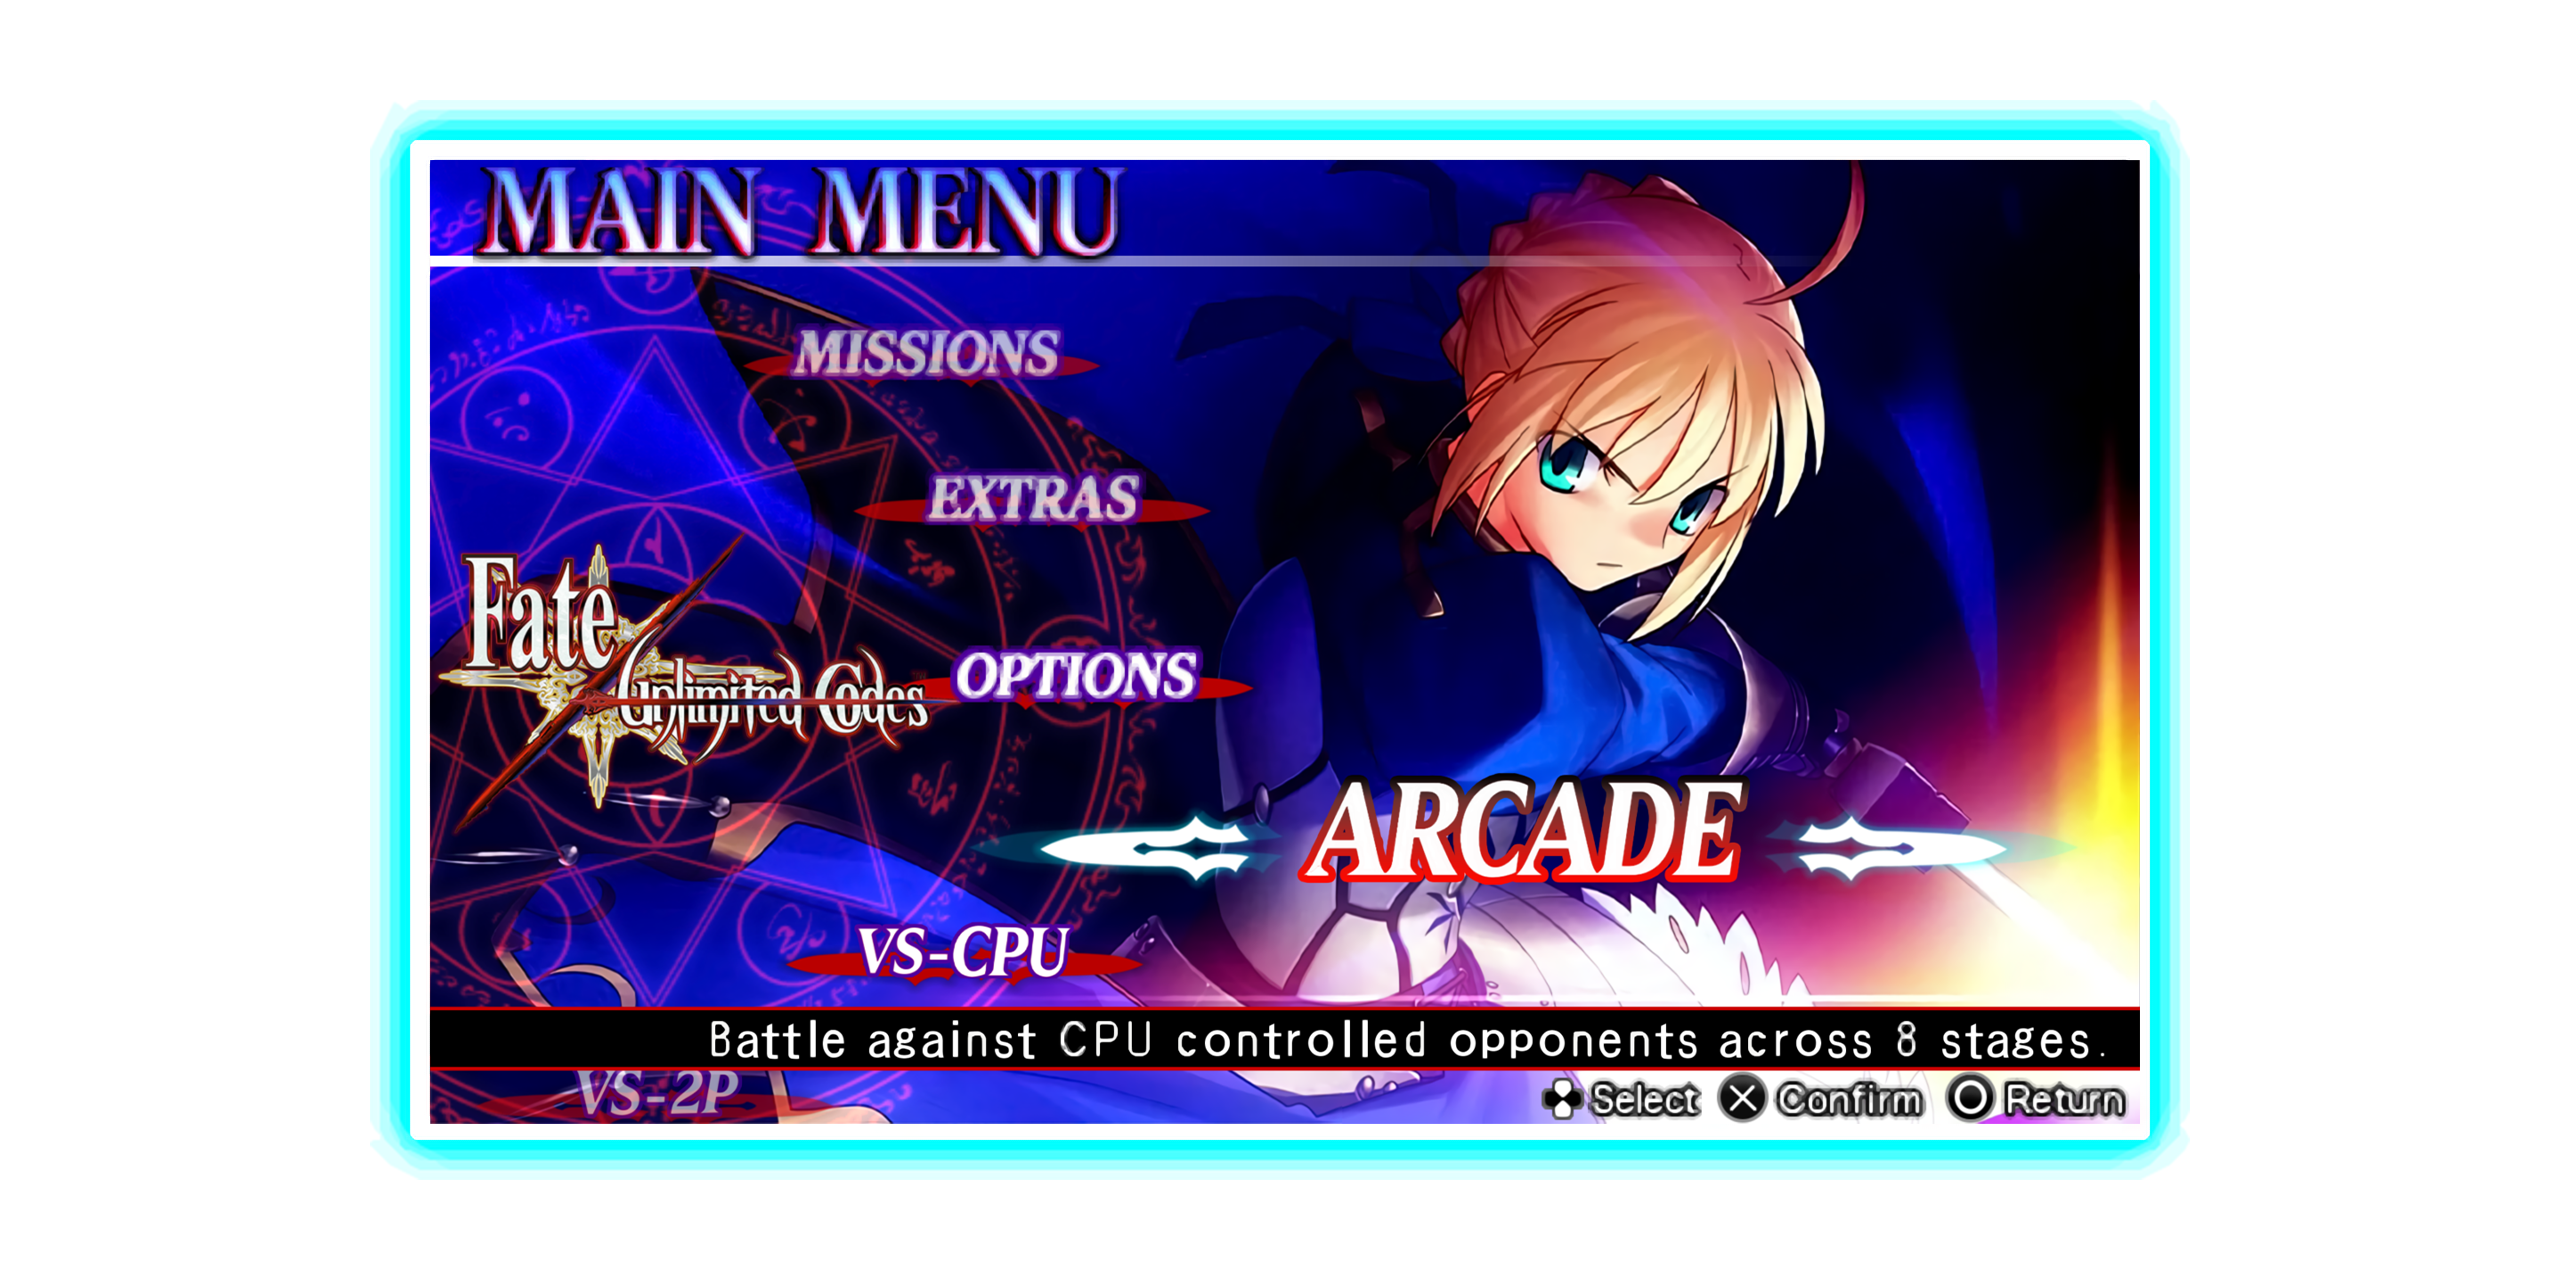 MAIN MENU
MISSIONS
EXTRAS
Fate
unlimited Codes
OPTIONS
ARCADE
VS-CPU
Battle against CPU controlled opponents across 8 stages.
VS-2P
Select Confirm Return